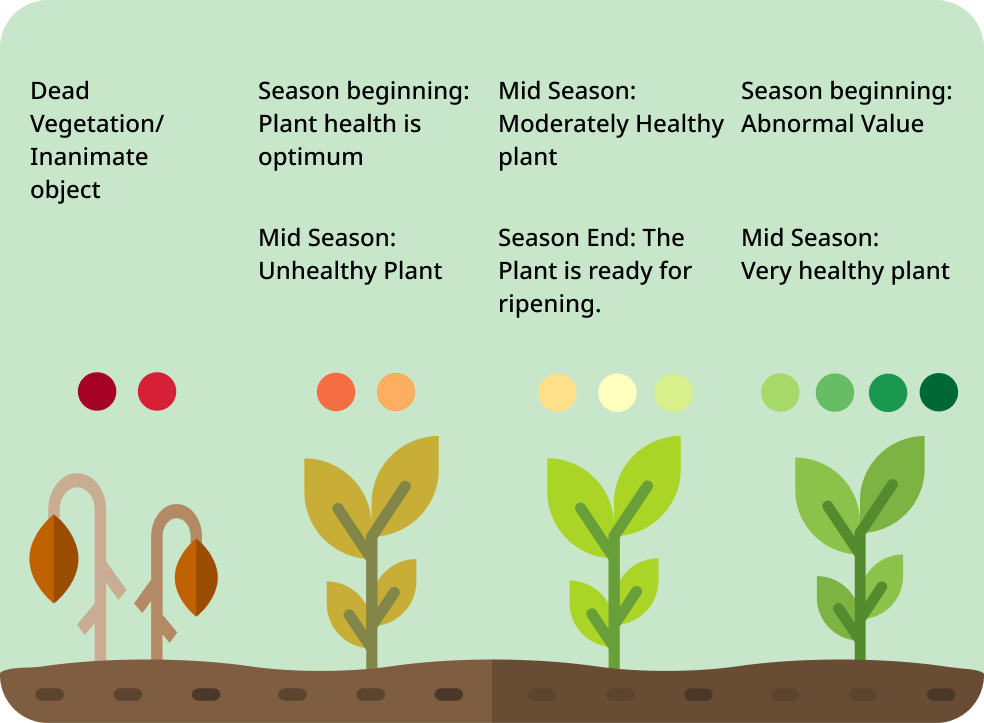 Dead
Vegetation/
Inanimate
object
Season beginning:
Plant health is
optimum
Mid Season:
Unhealthy Plant
Mid Season:
Moderately Healthy
plant
Season End: The
Plant is ready for
ripening.
Season beginning:
Abnormal Value
Mid Season:
Very healthy plant